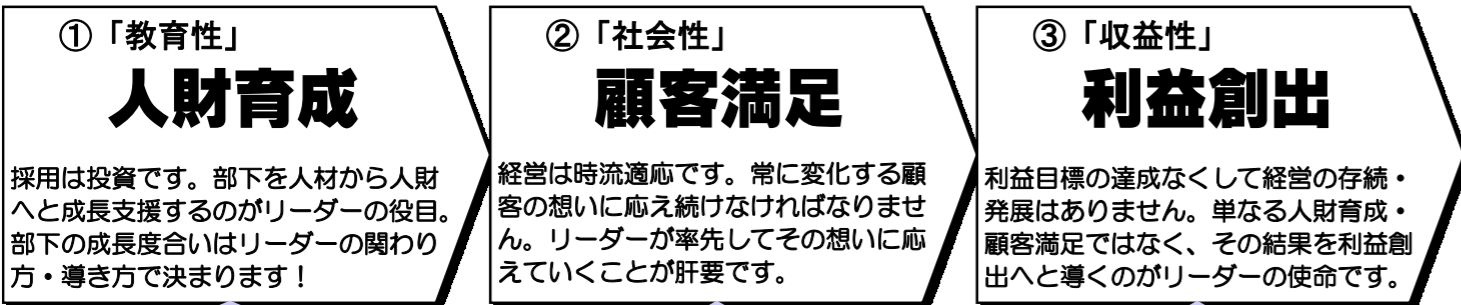 ①「教育性」
人財育成
採用は投資です。部下を人材から人財
へと成長支援するのがリーダーの役目。
部下の成長度合いはリーダーの関わり
方・導き方で決まります！
②「社会性」
顧客満足
経営は時流適応です。常に変化する顧
客の想いに応え続けなければなりませ
ん。リーダーが率先してその想いに応
えていくことが肝要です。
③「収益性」
利益創出
利益目標の達成なくして経営の存続・
発展はありません。単なる人財育成・
顧客満足ではなく、その結果を利益創
出へと導くのがリーダーの使命です。